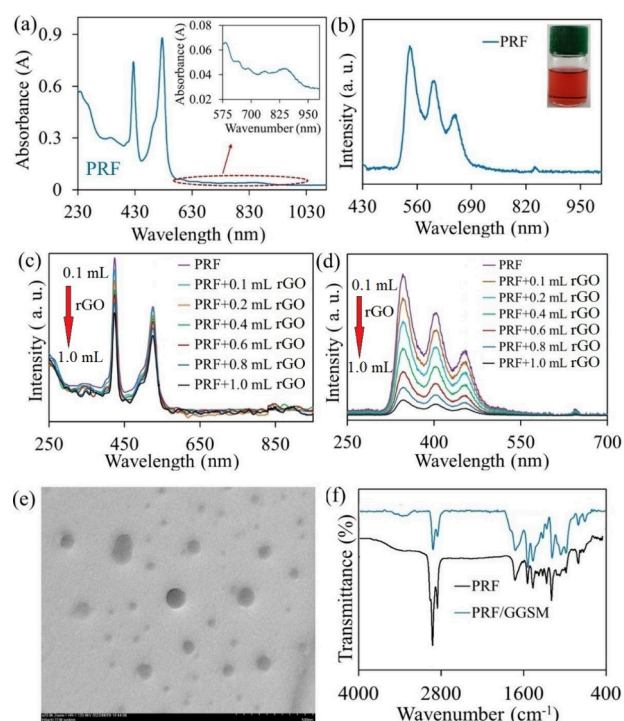 (a)
Absorbance (A)
0.9
0.6
0.3
0
PRF
230
430
630
830
1030
Wavelength (nm)
Absorbance (A)
0.08
0.06
0.04
0.02
575
700
825
950
Wavenumber (nm)
(b)
Intensity (a. u.)
PRF
430
560
690
820
950
Wavelength (nm)
(c)
Intensity ( a. u.)
0.1 mL
rGO
1.0 mL
PRF
PRF+0.1 mL rGO
PRF+0.2 mL rGO
PRF+0.4 mL rGO
PRF+0.6 mL rGO
PRF+0.8 mL rGO
PRF+1.0 mL rGO
250
450
650
850
Wavelength (nm)
(d)
Intensity ( a. u.)
0.1 mL
rGO
1.0 mL
PRF
PRF+0.1 mL rGO
PRF+0.2 mL rGO
PRF+0.4 mL rGO
PRF+0.6 mL rGO
PRF+0.8 mL rGO
PRF+1.0 mL rGO
250
400
550
700
Wavelength (nm)
(e)
(f)
Transmittance (%)
PRF
PRF/GGSM
4000
2800
1600
400
Wavenumber (cm⁻¹)